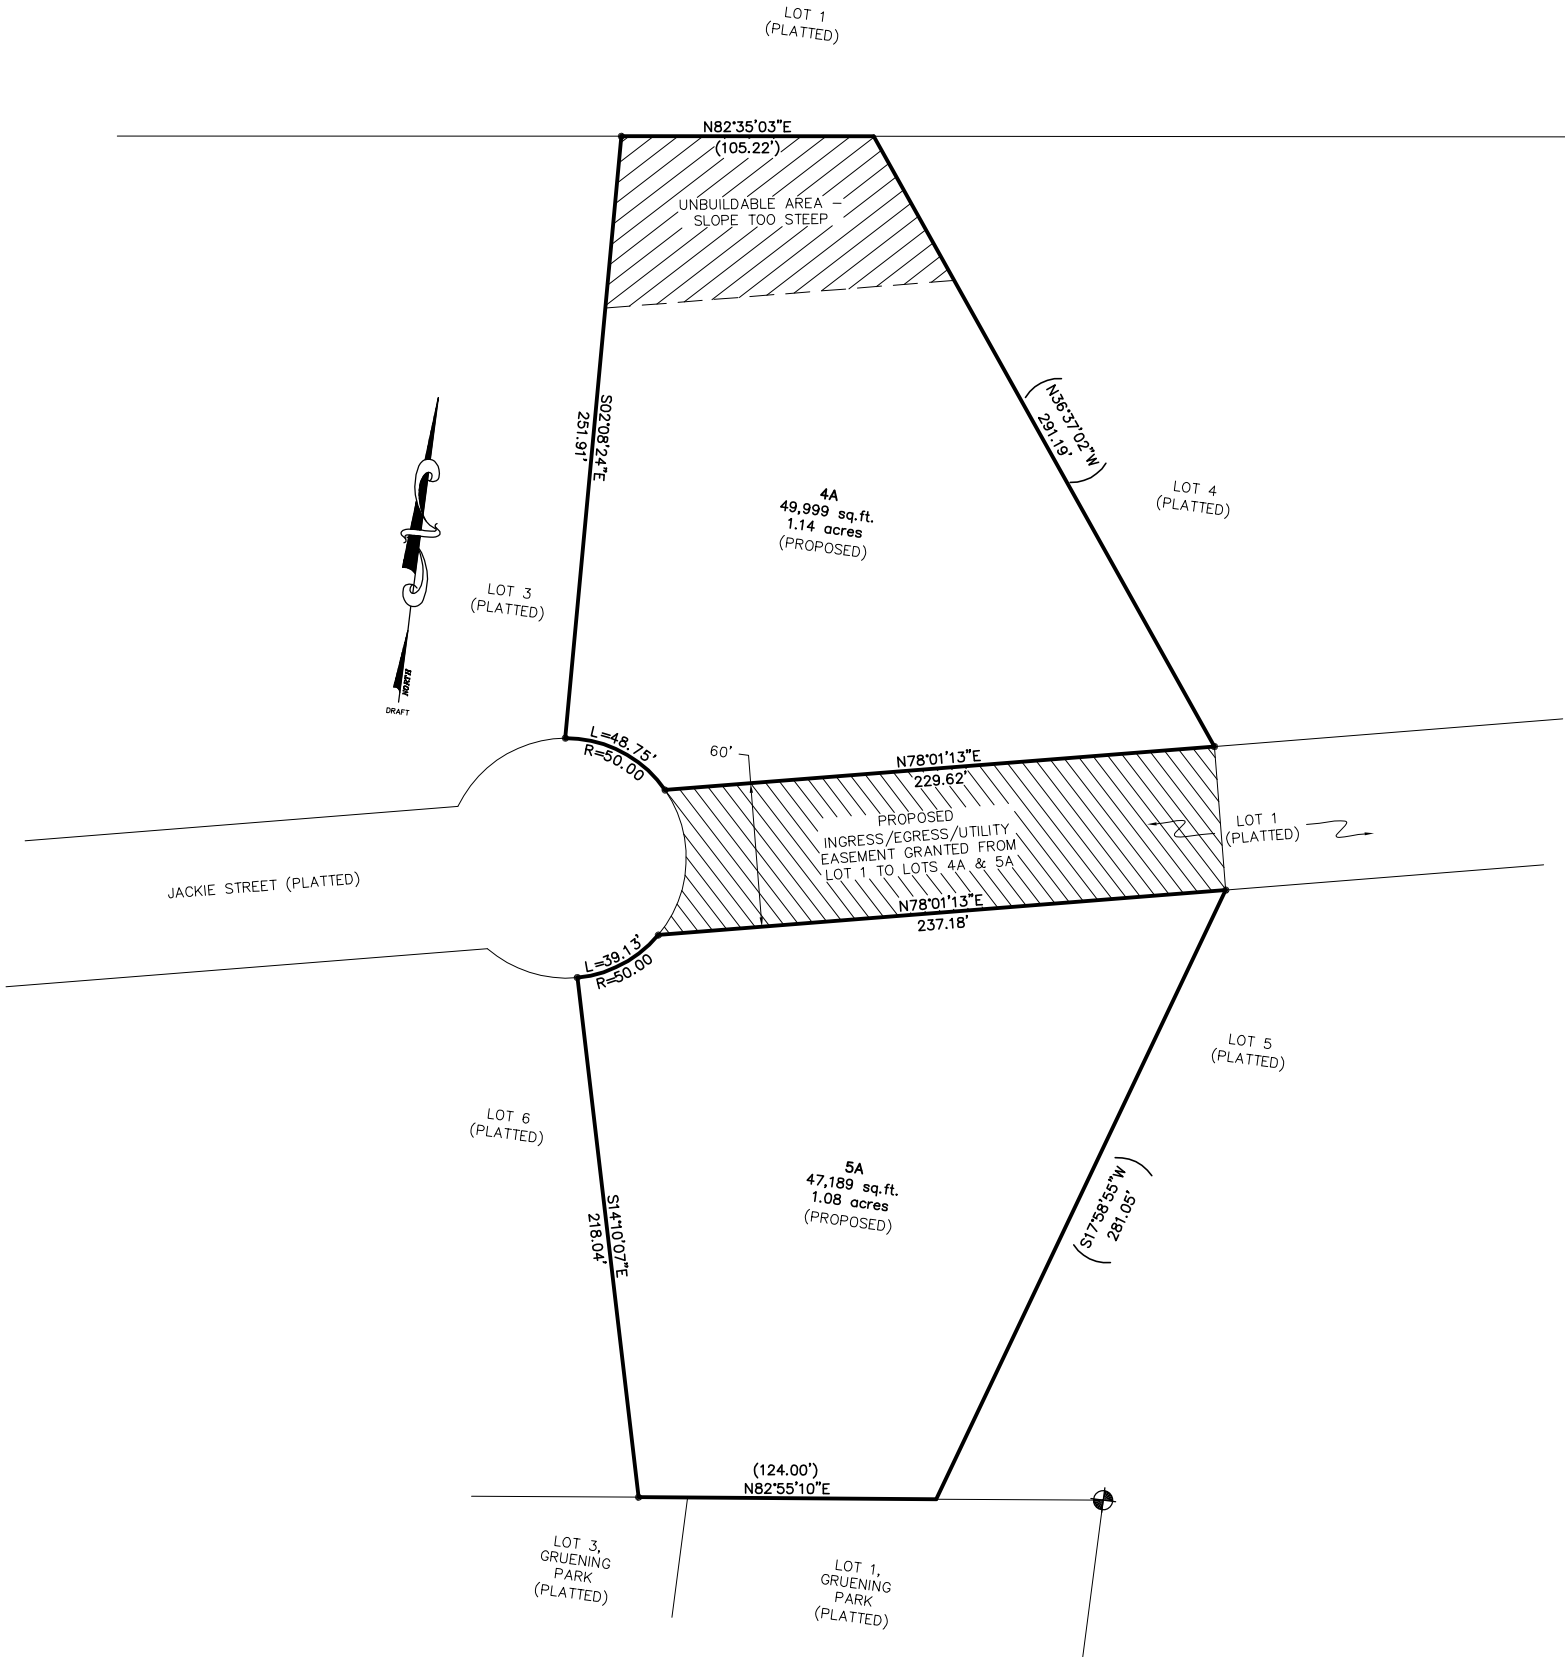 LOT 1
(PLATTED)
N82°35'03"E
(105.22')
UNBUILDABLE AREA –
SLOPE TOO STEEP
S02°08'24"E
251.91'
N36°37'02"W
291.19'
4A
49,999 sq.ft.
1.14 acres
(PROPOSED)
LOT 4
(PLATTED)
LOT 3
(PLATTED)
NORTH
DRAFT
L=48.75'
R=50.00
60'
N78°01'13"E
229.62'
PROPOSED
INGRESS/EGRESS/UTILITY
EASEMENT GRANTED FROM
LOT 1 TO LOTS 4A & 5A
LOT 1
(PLATTED)
JACKIE STREET (PLATTED)
N78°01'13"E
237.18'
L=39.13'
R=50.00
LOT 5
(PLATTED)
LOT 6
(PLATTED)
5A
47,189 sq.ft.
1.08 acres
(PROPOSED)
S14°10'07"E
218.04'
S17°58'55"W
281.05'
(124.00')
N82°55'10"E
LOT 3,
GRUENING
PARK
(PLATTED)
LOT 1,
GRUENING
PARK
(PLATTED)